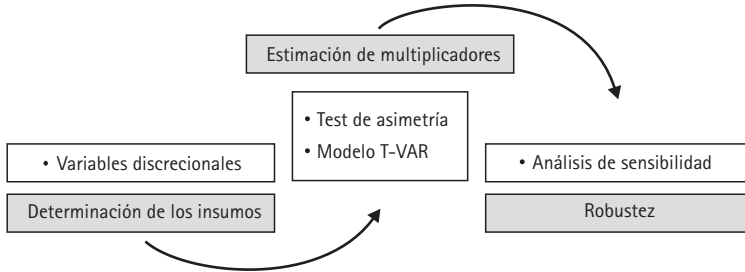 Estimación de multiplicadores
• Test de asimetría
• Modelo T-VAR
• Variables discrecionales
Determinación de los insumos
• Análisis de sensibilidad
Robustez